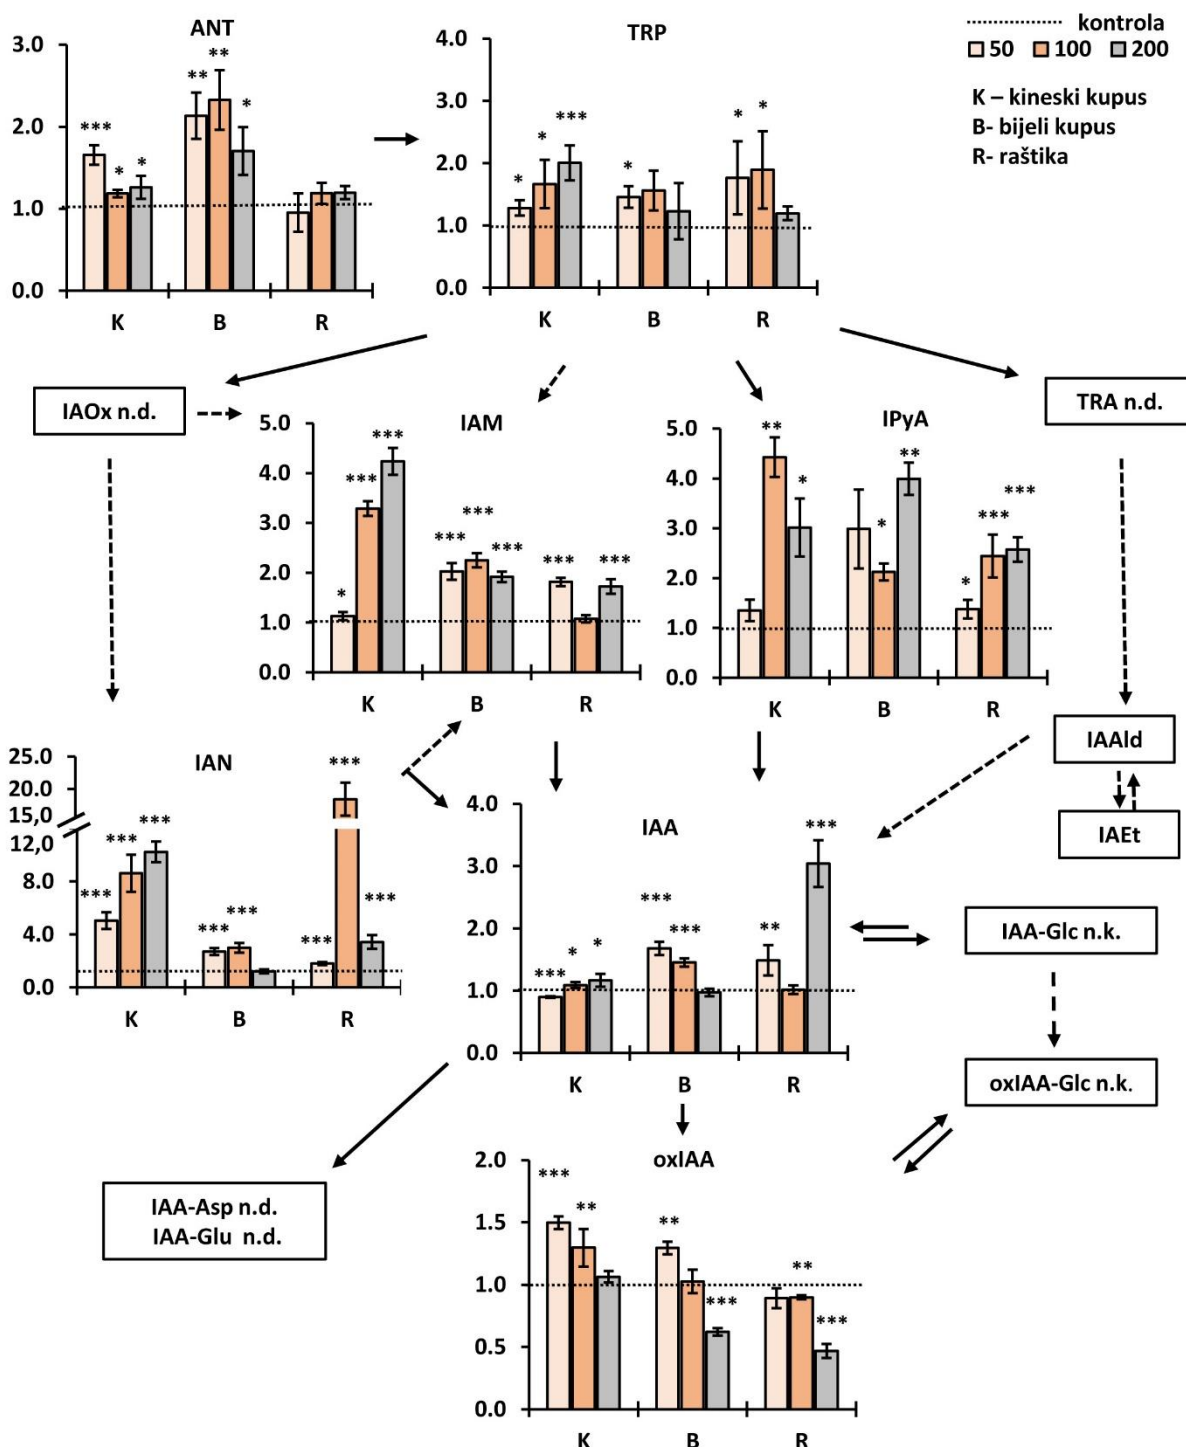 ANT
3.0
2.0
1.0
0.0
*** * *
** ** *
K B R
TRP
4.0
3.0
2.0
1.0
0.0
* * ***
*
* *
K B R
kontrola
50 100 200
K – kineski kupus
B- bijeli kupus
R- raštika
IAOx n.d.
TRA n.d.
IAM
5.0
4.0
3.0
2.0
1.0
0.0
* *** ***
*** *** ***
*** ***
K B R
IPyA
5.0
4.0
3.0
2.0
1.0
0.0
** *
* **
* *** ***
K B R
IAAld
IAEt
IAN
25.0
20.0
15,0
12,0
8.0
4.0
0.0
*** *** ***
*** ***
*** *** ***
K B R
IAA
4.0
3.0
2.0
1.0
0.0
*** * *
*** ***
** ***
K B R
IAA-Glc n.k.
oxIAA-Glc n.k.
IAA-Asp n.d.
IAA-Glu n.d.
oxIAA
2.0
1.5
1.0
0.5
0.0
*** **
** ***
** ***
K B R